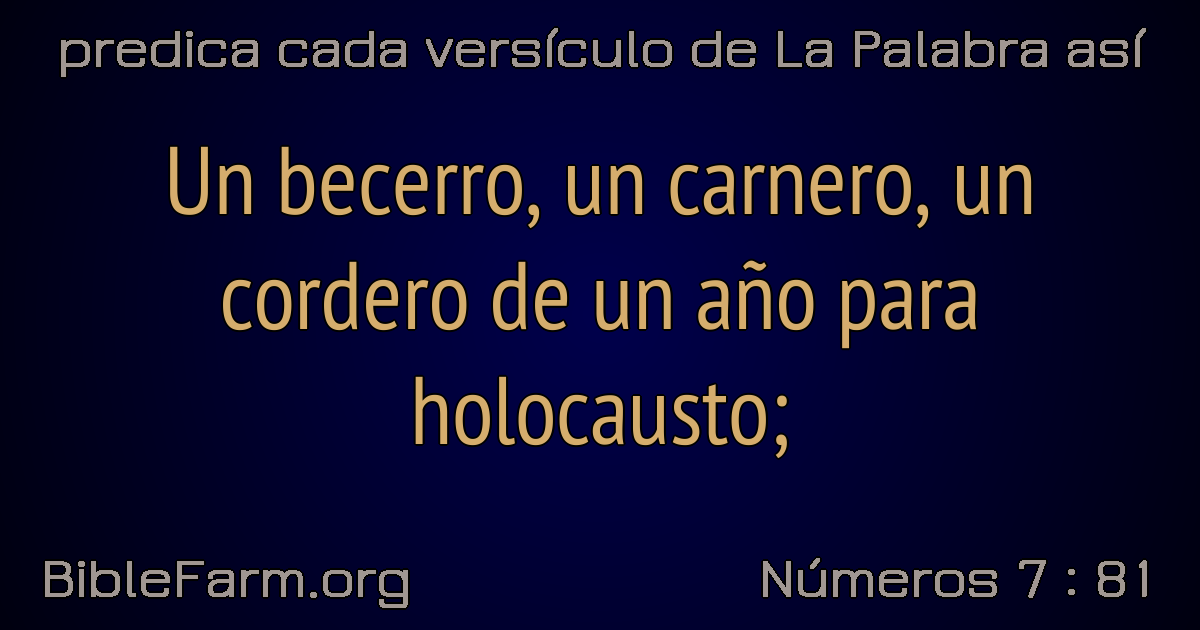 predica cada versículo de La Palabra así
Un becerro, un carnero, un
cordero de un año para
holocausto;
BibleFarm.org
Números 7 : 81